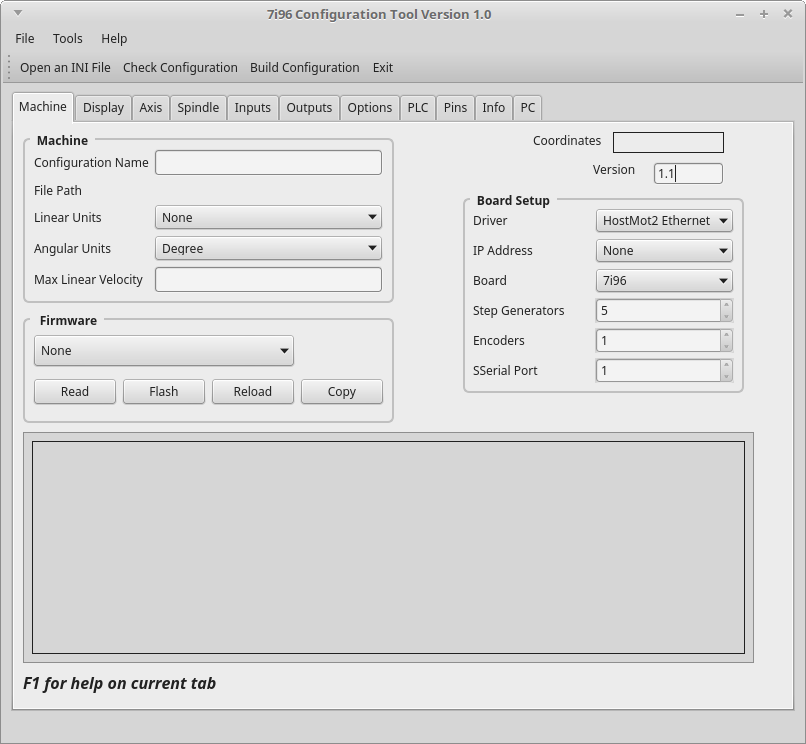 7i96 Configuration Tool Version 1.0
File Tools Help
Open an INI File Check Configuration Build Configuration Exit
Machine Display Axis Spindle Inputs Outputs Options PLC Pins Info PC
Machine
Configuration Name
File Path
Linear Units None
Angular Units Degree
Max Linear Velocity
Firmware
None
Read Flash Reload Copy
Coordinates
Version 1.1
Board Setup
Driver HostMot2 Ethernet
IP Address None
Board 7i96
Step Generators 5
Encoders 1
SSerial Port 1
F1 for help on current tab